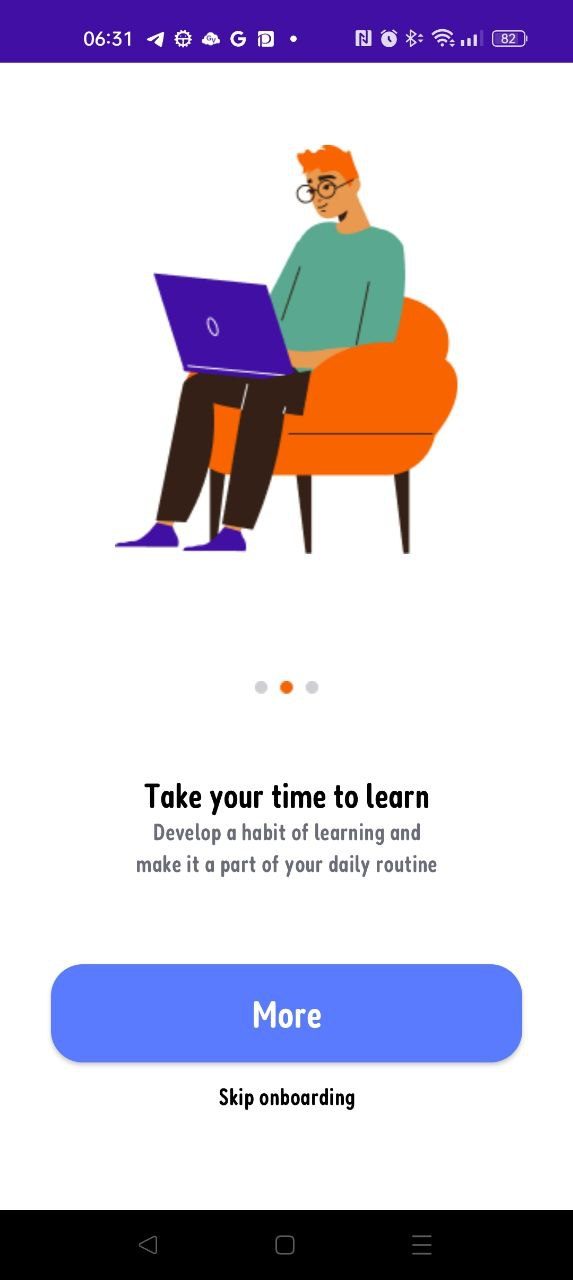 06:31
82
Take your time to learn
Develop a habit of learning and
make it a part of your daily routine
More
Skip onboarding